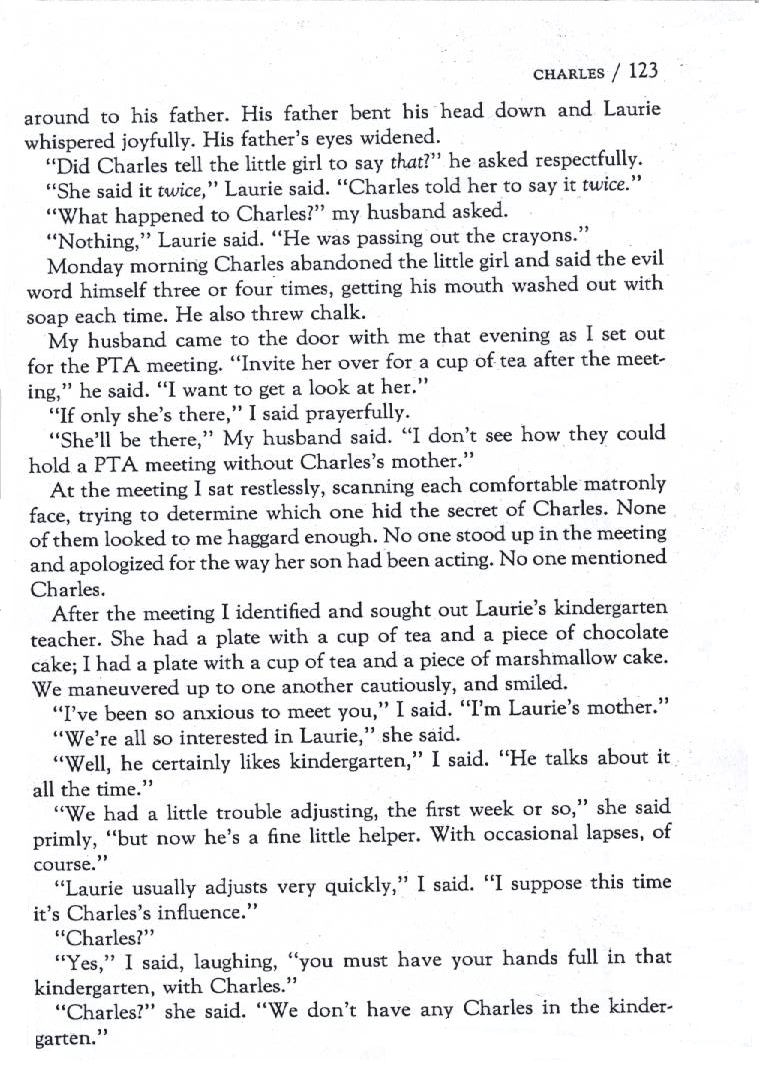 CHARLES / 123
around to his father. His father bent his head down and Laurie
whispered joyfully. His father's eyes widened.
“Did Charles tell the little girl to say that?” he asked respectfully.
“She said it twice,” Laurie said. “Charles told her to say it twice.”
“What happened to Charles?” my husband asked.
“Nothing,” Laurie said. “He was passing out the crayons.”
Monday morning Charles abandoned the little girl and said the evil
word himself three or four times, getting his mouth washed out with
soap each time. He also threw chalk.
My husband came to the door with me that evening as I set out
for the PTA meeting. “Invite her over for a cup of tea after the meet-
ing,” he said. “I want to get a look at her.”
“If only she's there,” I said prayerfully.
“She'll be there,” My husband said. “I don't see how they could
hold a PTA meeting without Charles's mother.”
At the meeting I sat restlessly, scanning each comfortable matronly
face, trying to determine which one hid the secret of Charles. None
of them looked to me haggard enough. No one stood up in the meeting
and apologized for the way her son had been acting. No one mentioned
Charles.
After the meeting I identified and sought out Laurie's kindergarten
teacher. She had a plate with a cup of tea and a piece of chocolate
cake; I had a plate with a cup of tea and a piece of marshmallow cake.
We maneuvered up to one another cautiously, and smiled.
“I've been so anxious to meet you,” I said. “I'm Laurie's mother.”
“We're all so interested in Laurie,” she said.
“Well, he certainly likes kindergarten,” I said. “He talks about it
all the time.”
“We had a little trouble adjusting, the first week or so,” she said
primly, “but now he's a fine little helper. With occasional lapses, of
course.”
“Laurie usually adjusts very quickly,” I said. “I suppose this time
it's Charles's influence.”
“Charles?”
“Yes,” I said, laughing, “you must have your hands full in that
kindergarten, with Charles.”
“Charles?” she said. “We don't have any Charles in the kinder-
garten.”